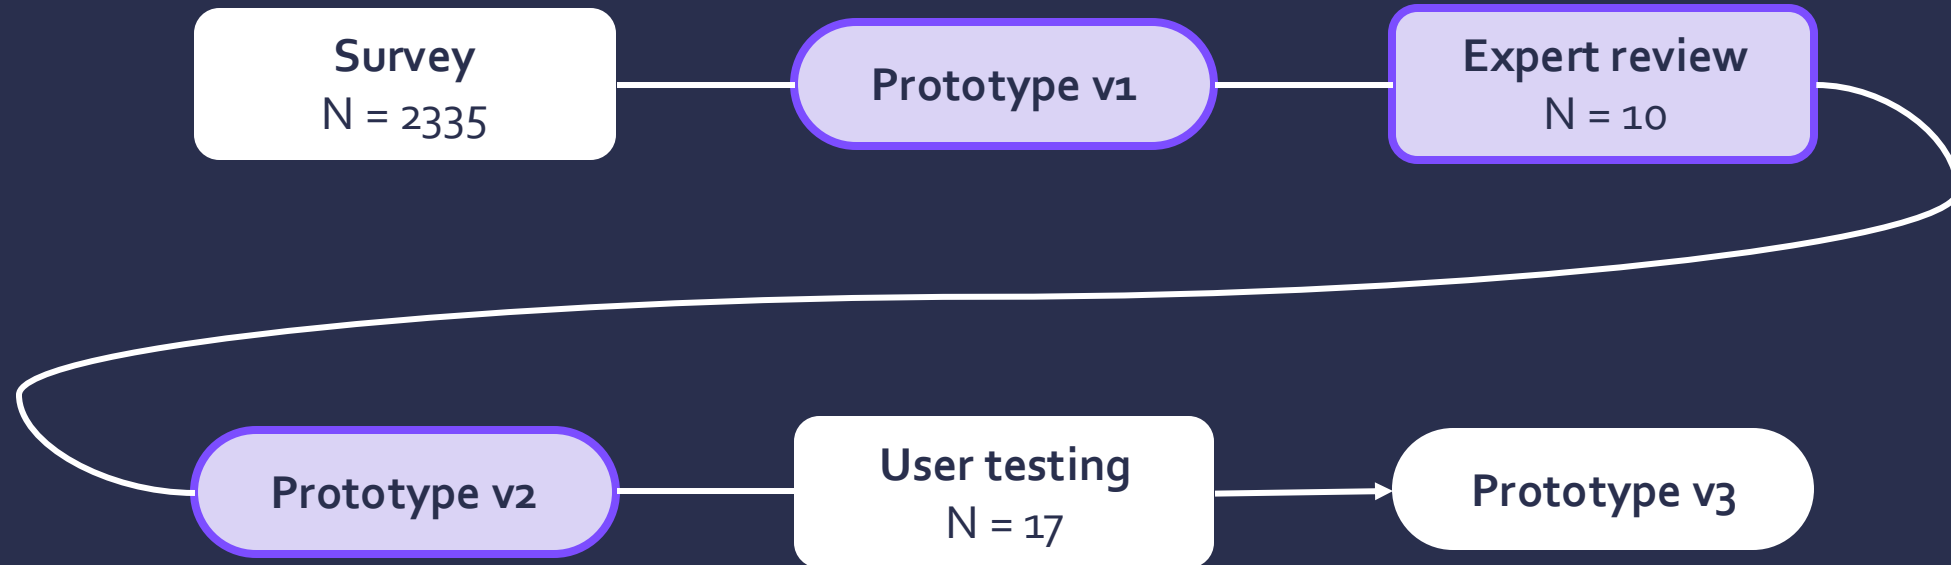 Survey
N = 2335
Prototype v1
Expert review
N = 10
Prototype v2
User testing
N = 17
Prototype v3